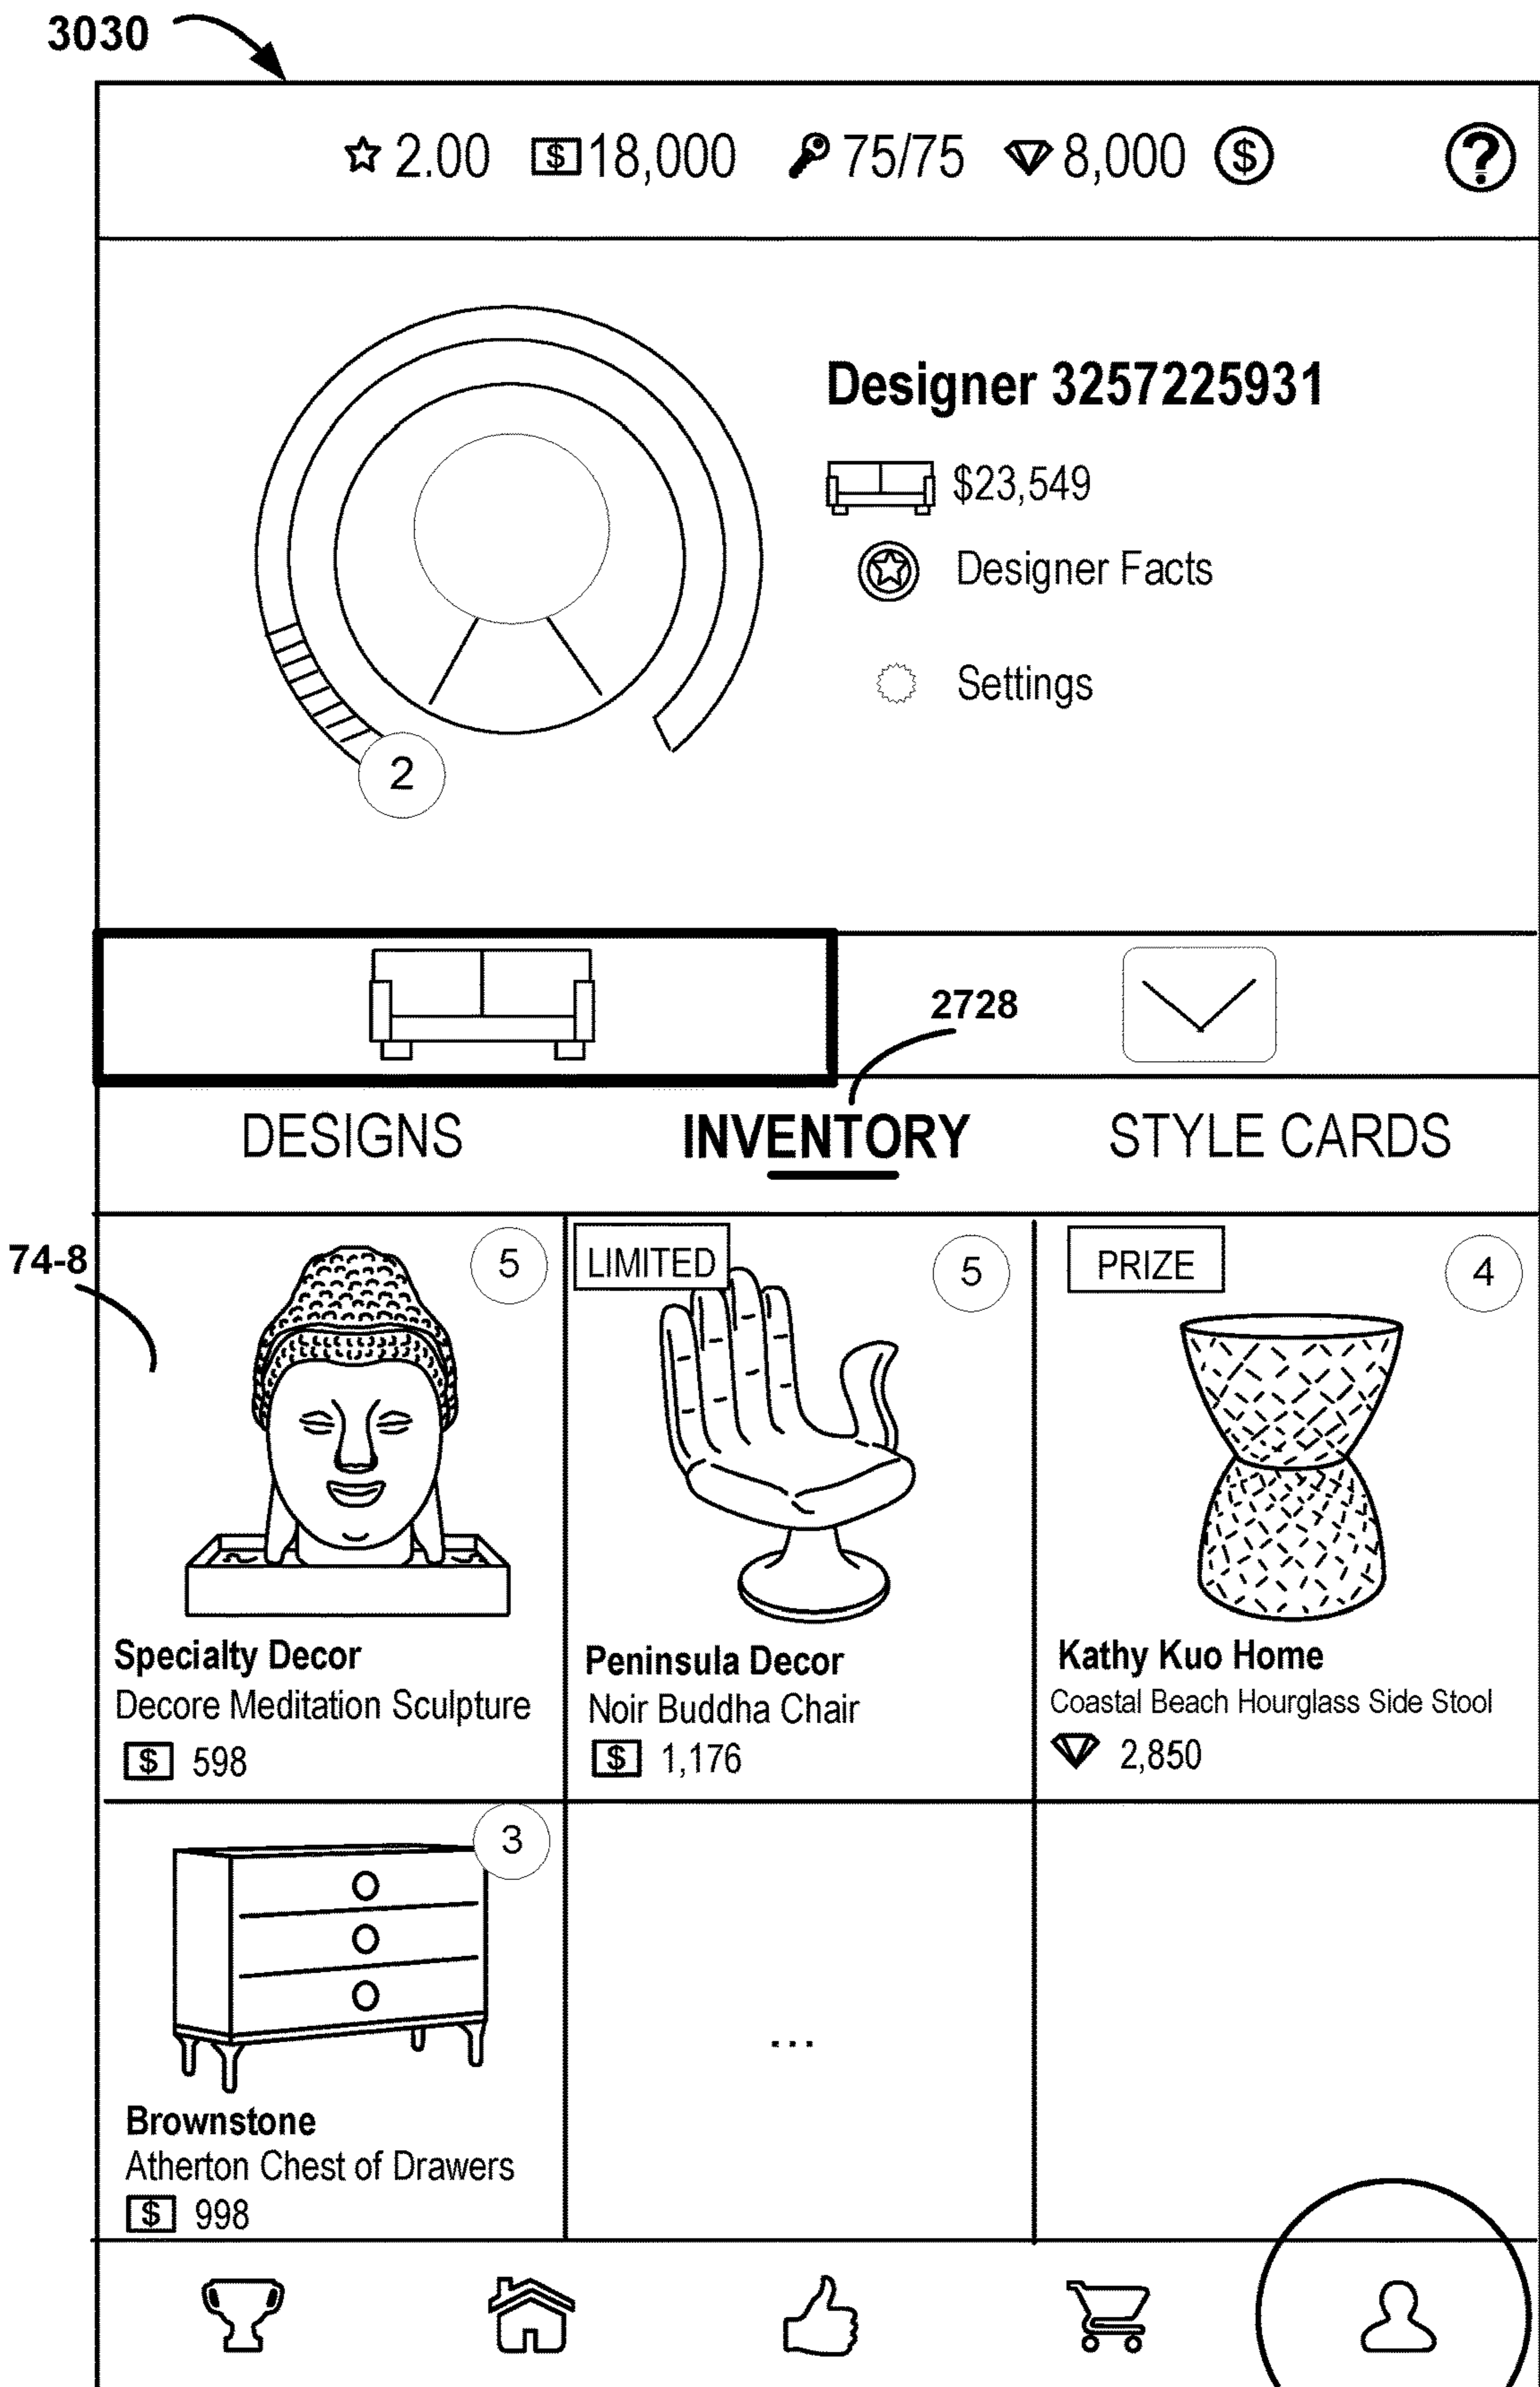 3030
2.00 $ 18,000 75/75 8,000 $ ?
Designer 3257225931
$23,549
Designer Facts
Settings
2
2728
DESIGNS INVENTORY STYLE CARDS
74-8
5 LIMITED 5 PRIZE 4
Specialty Decor
Decore Meditation Sculpture
$ 598
Peninsula Decor
Noir Buddha Chair
$ 1,176
Kathy Kuo Home
Coastal Beach Hourglass Side Stool
2,850
3
Brownstone
Atherton Chest of Drawers
$ 998
...